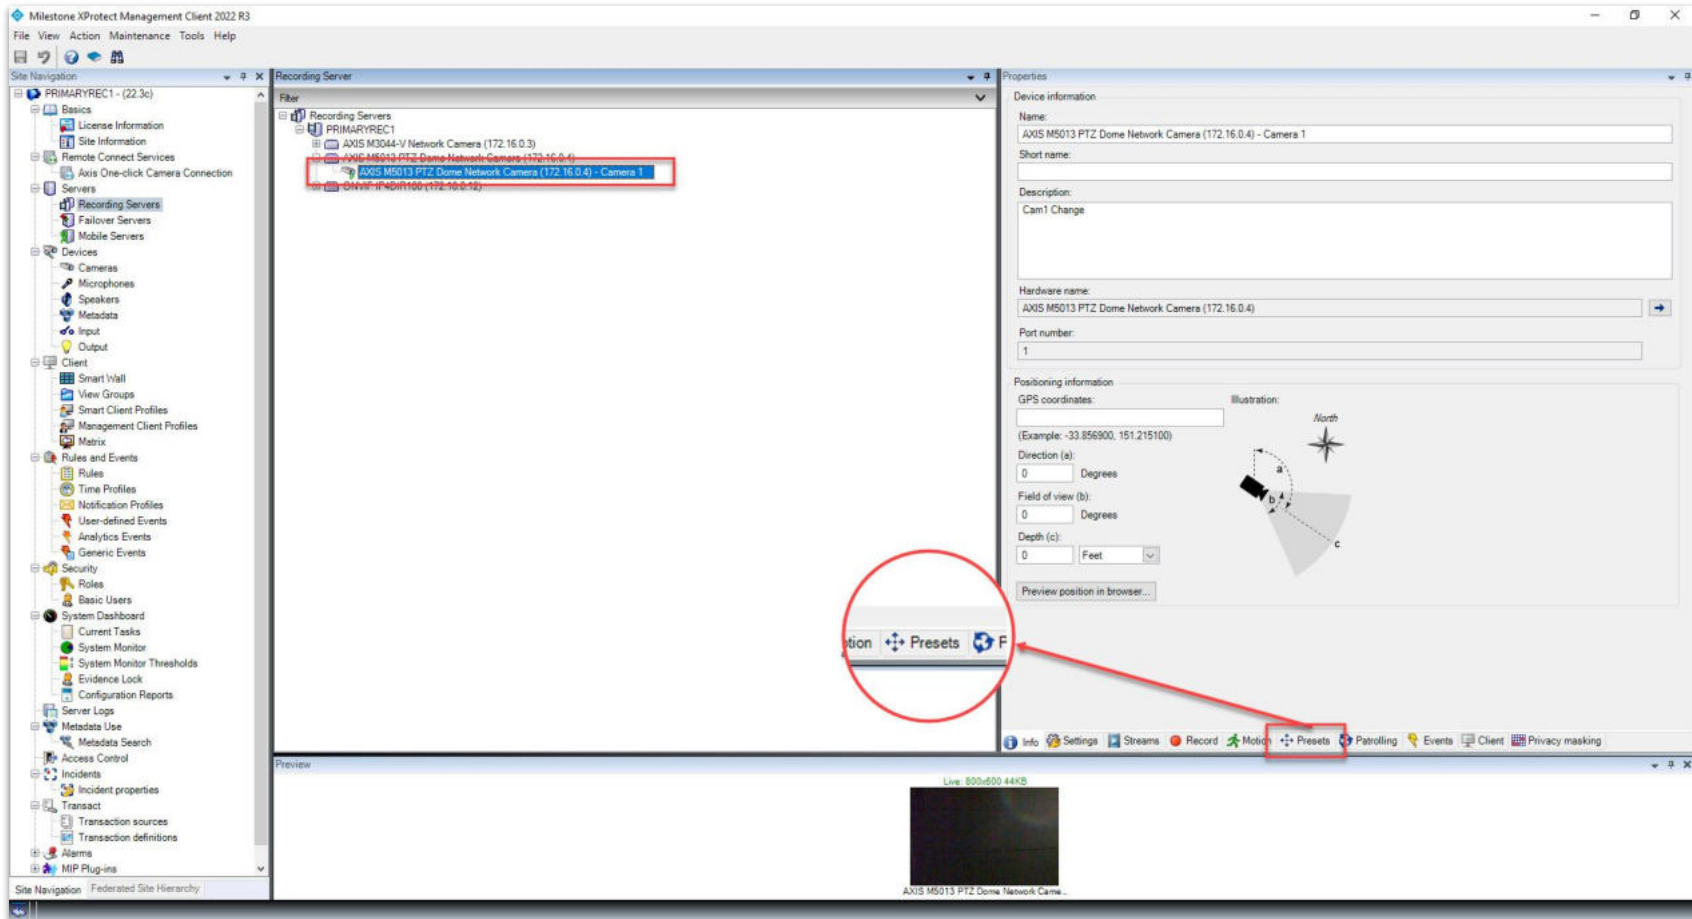 Milestone XProtect Management Client 2022 R3
File View Action Maintenance Tools Help
Site Navigation
PRIMARYREC1 - (22.3c)
Basics
License Information
Site Information
Remote Connect Services
Axis One-click Camera Connection
Servers
Recording Servers
Failover Servers
Mobile Servers
Devices
Cameras
Microphones
Speakers
Metadata
Input
Output
Client
Smart Wall
View Groups
Smart Client Profiles
Management Client Profiles
Matrix
Rules and Events
Rules
Time Profiles
Notification Profiles
User-defined Events
Analytics Events
Generic Events
Security
Roles
Basic Users
System Dashboard
Current Tasks
System Monitor
System Monitor Thresholds
Evidence Lock
Configuration Reports
Server Logs
Metadata Use
Metadata Search
Access Control
Incidents
Incident properties
Transact
Transaction sources
Transaction definitions
Alarms
MIP Plug-ins
Site Navigation Federated Site Hierarchy
Recording Server
Filter
Recording Servers
PRIMARYREC1
AXIS M3044-V Network Camera (172.16.0.3)
AXIS M5013 PTZ Dome Network Camera (172.16.0.4)
AXIS M5013 PTZ Dome Network Camera (172.16.0.4) - Camera 1
ONVIF IP4DIR100 (172.16.0.12)
otion Presets P
Properties
Device information
Name:
AXIS M5013 PTZ Dome Network Camera (172.16.0.4) - Camera 1
Short name:
Description:
Cam1 Change
Hardware name:
AXIS M5013 PTZ Dome Network Camera (172.16.0.4)
Port number:
1
Positioning information
GPS coordinates:
Illustration:
North
(Example: -33.856900, 151.215100)
Direction (a):
0 Degrees
a
Field of view (b):
b
0 Degrees
Depth (c):
c
0 Feet
Preview position in browser...
Info Settings Streams Record Motion Presets Patrolling Events Client Privacy masking
Preview
Live: 800x600 44KB
AXIS M5013 PTZ Dome Network Came...